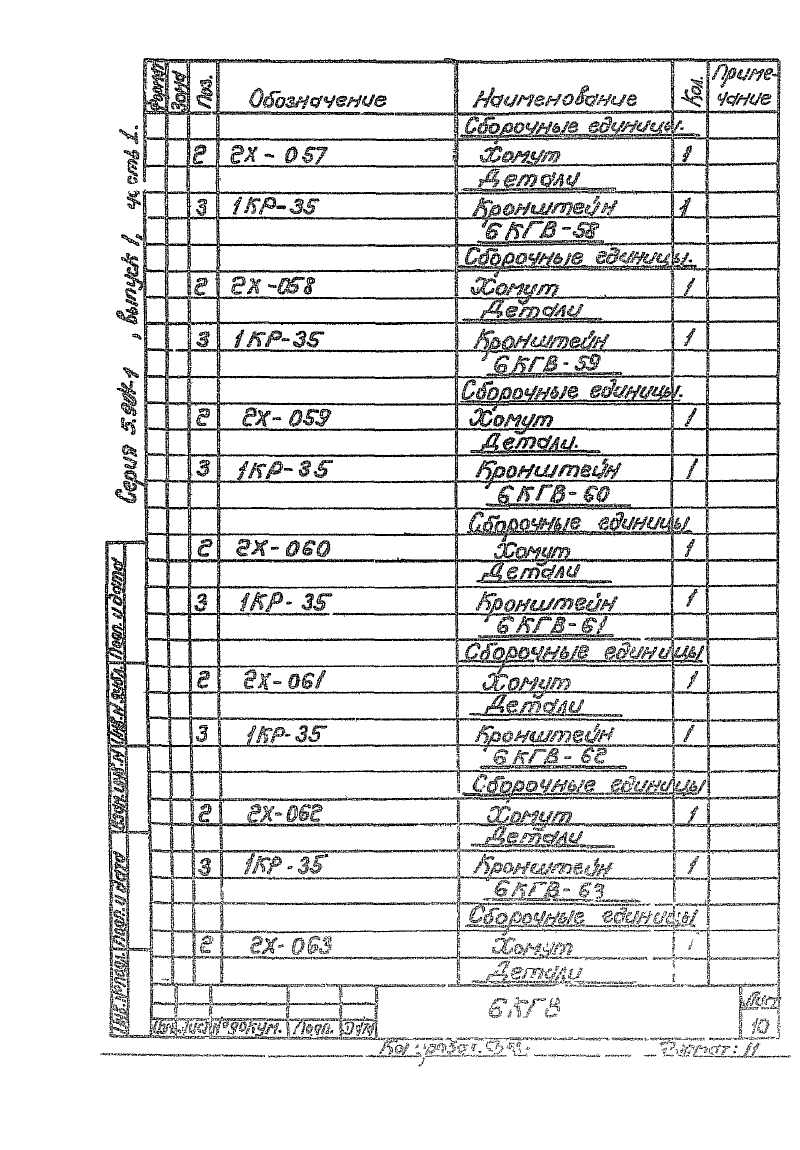 Формат Зона Поз. Обозначение Наименование Кол. Приме-
чание
Сборочные единицы.
2 2Х-057 Хомут 1
Детали
3 1КР-35 Кронштейн 1
6КГВ-58
Сборочные единицы.
2 2Х-058 Хомут 1
Детали
3 1КР-35 Кронштейн 1
6КГВ-59
Сборочные единицы.
2 2Х-059 Хомут 1
Детали.
3 1КР-35 Кронштейн 1
6КГВ-60
Сборочные единицы
2 2Х-060 Хомут 1
Детали
3 1КР-35 Кронштейн 1
6КГВ-61
Сборочные единицы
2 2Х-061 Хомут 1
Детали
3 1КР-35 Кронштейн 1
6КГВ-62
Сборочные единицы
2 2Х-062 Хомут 1
Детали
3 1КР-35 Кронштейн 1
6КГВ-63
Сборочные единицы
2 2Х-063 Хомут 1
Детали
6КГВ
Лист
10
Изм. Лист № докум. Подп. Дата
Формат: 11
Серия , выпуск 1, часть 1.
Подп. и дата
Инв. № дубл.
Взам. инв. №
Подп. и дата
Инв. № подл.